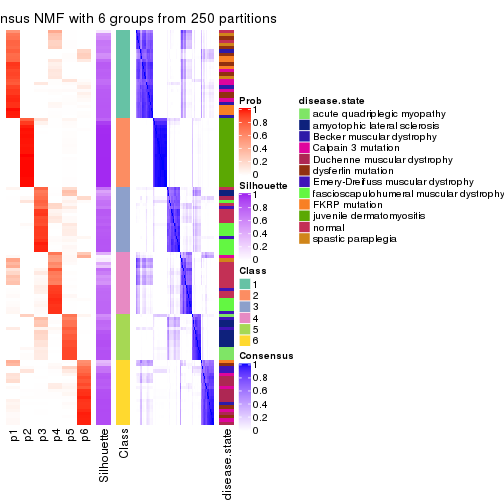 nsus NMF with 6 groups from 250 partitions
Prob
1
0.8
0.6
0.4
0.2
0
Silhouette
1
0.8
0.6
0.4
0.2
0
Class
1
2
3
4
5
6
Consensus
1
0.8
0.6
0.4
0.2
0
disease.state
acute quadriplegic myopathy
amyotophic lateral sclerosis
Becker muscular dystrophy
Calpain 3 mutation
Duchenne muscular dystrophy
dysferlin mutation
Emery-Dreifuss muscular dystrophy
fascioscapulohumeral muscular dystrophy
FKRP mutation
juvenile dermatomyositis
normal
spastic paraplegia
p1
p2
p3
p4
p5
p6
Silhouette
Class
disease.state